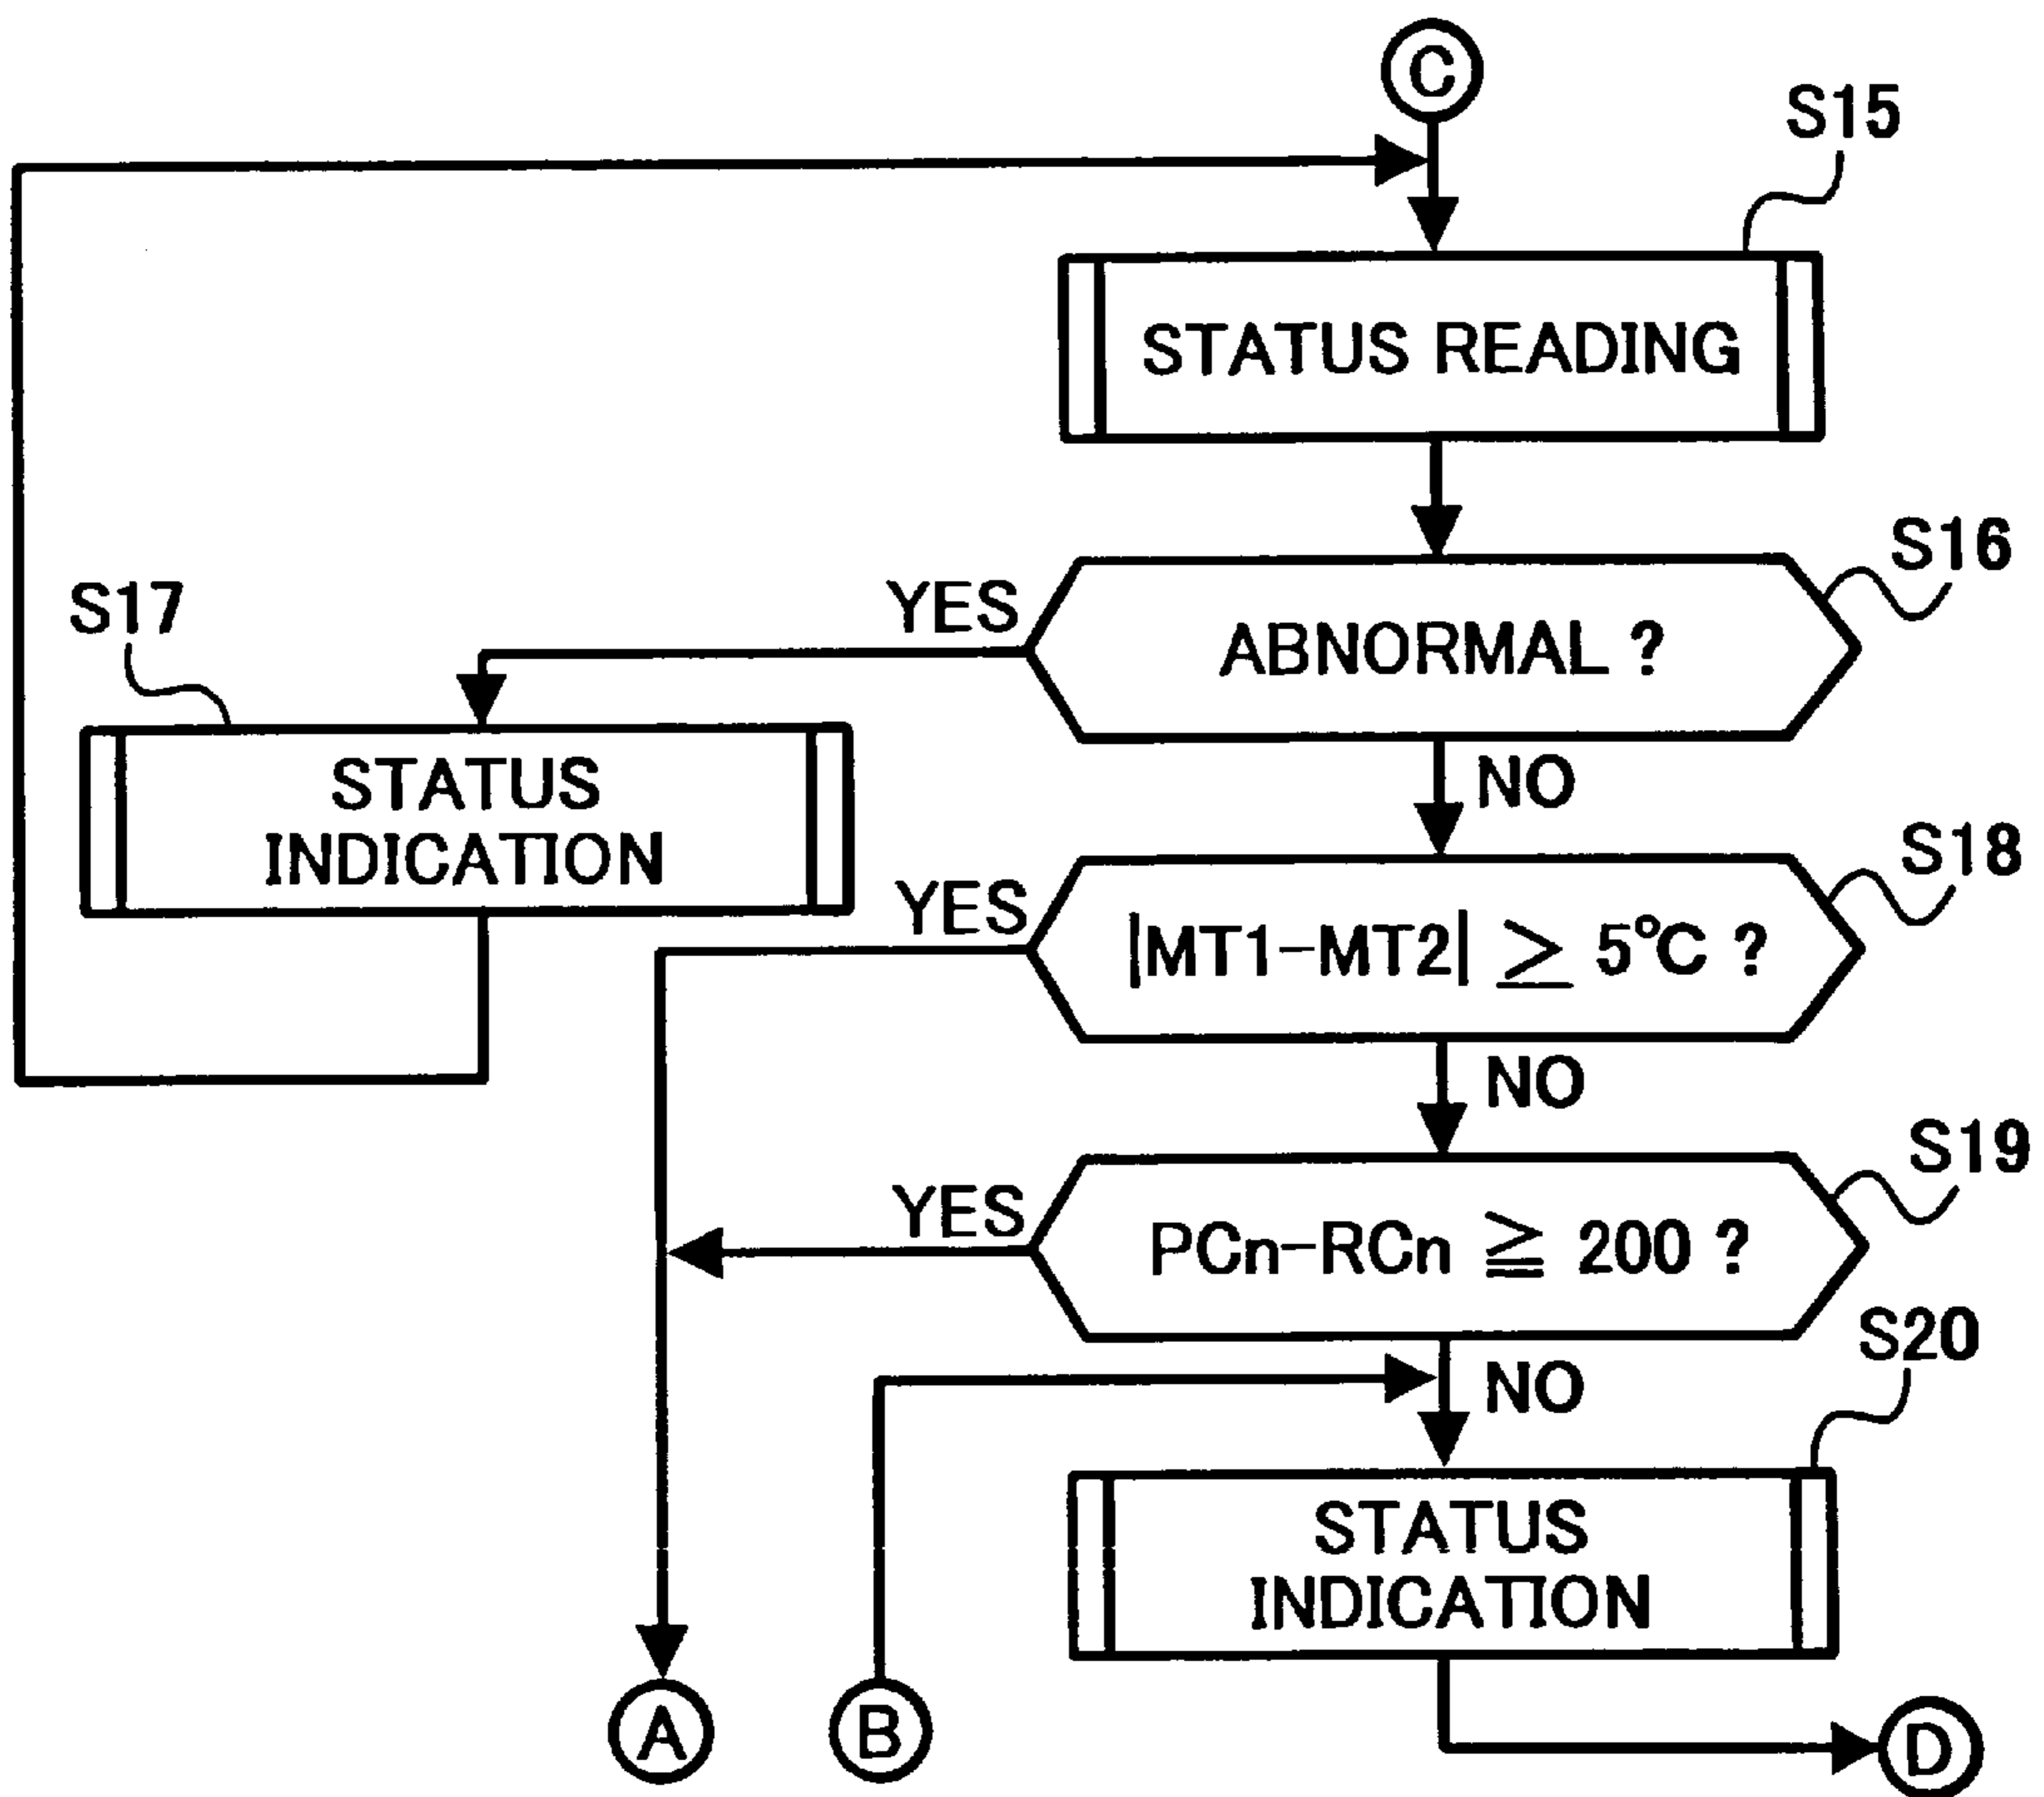 C
S15
STATUS READING
S16
YES
ABNORMAL ?
S17
NO
STATUS
INDICATION
S18
YES
|MT1-MT2| ≥ 5℃ ?
NO
S19
YES
PCn-RCn ≧ 200 ?
S20
NO
STATUS
INDICATION
A
B
D